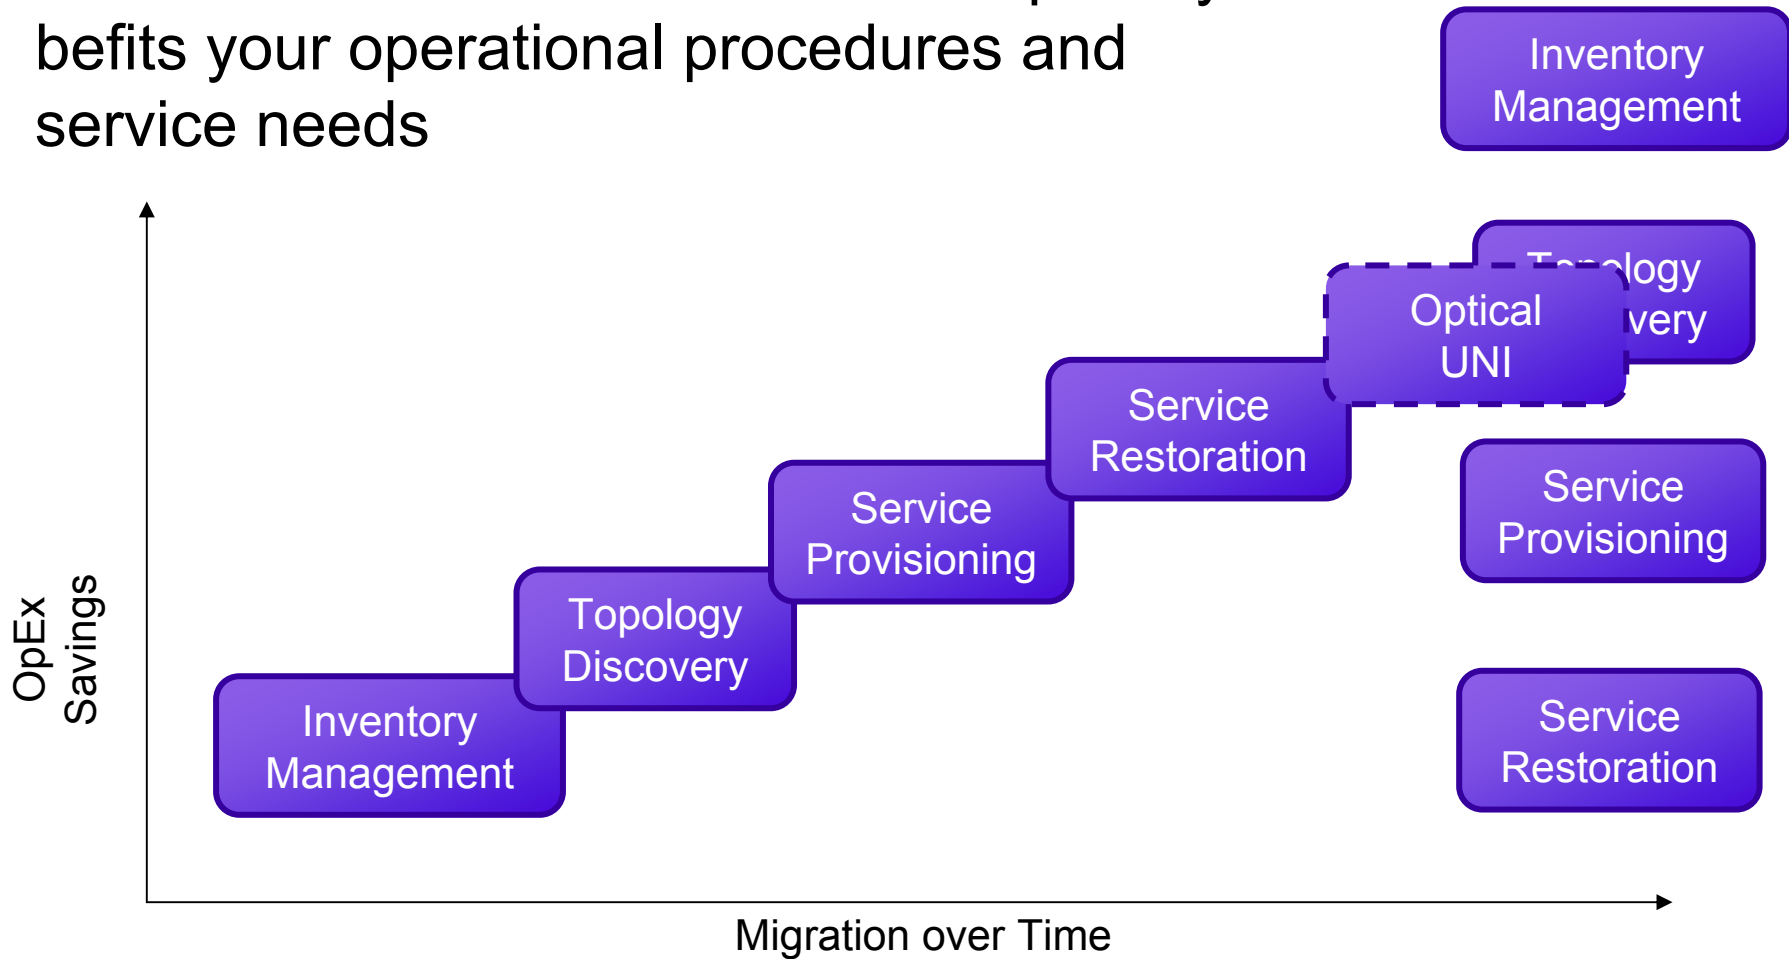 befits your operational procedures and
service needs
Inventory
Management
Optical
UNI
Service
Restoration
Service
Provisioning
Topology
Discovery
Inventory
Management
Service
Provisioning
Service
Restoration
OpEx
Savings
Migration over Time